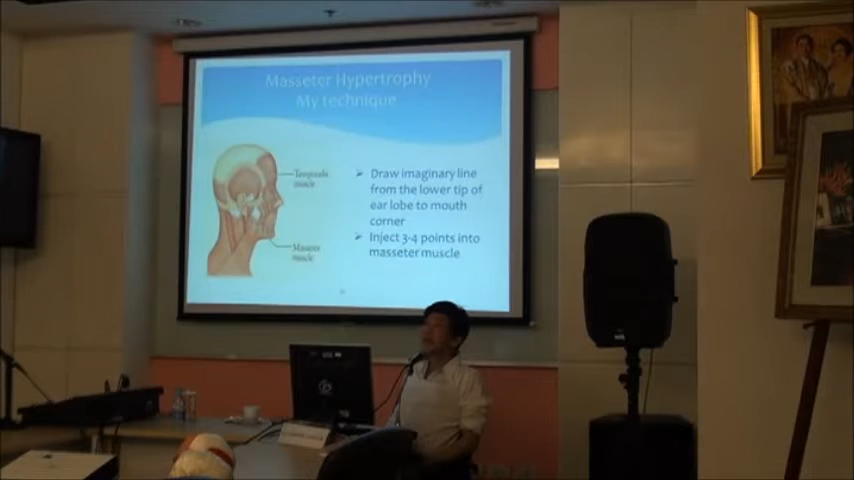 Masseter Hypertrophy
My technique
Temporalis
muscle
Masseter
muscle
➤ Draw imaginary line
from the lower tip of
ear lobe to mouth
corner
➤ Inject 3-4 points into
masseter muscle